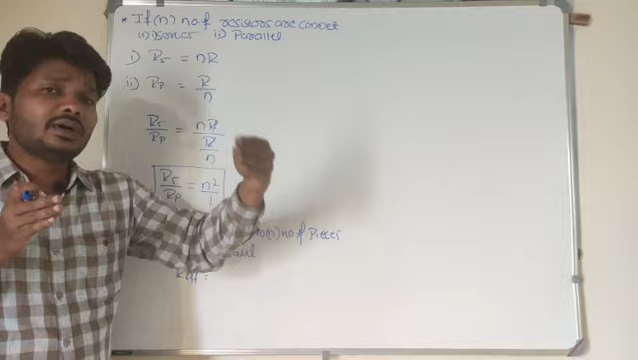 * If (n) no.of resistors are connect
i) Series ii) Parallel
i) Rs = nR
ii) Rp = R/n
Rs/Rp = nR/(R/n)
Rs/Rp = n²/1
(n) no.of Pieces
Reff =